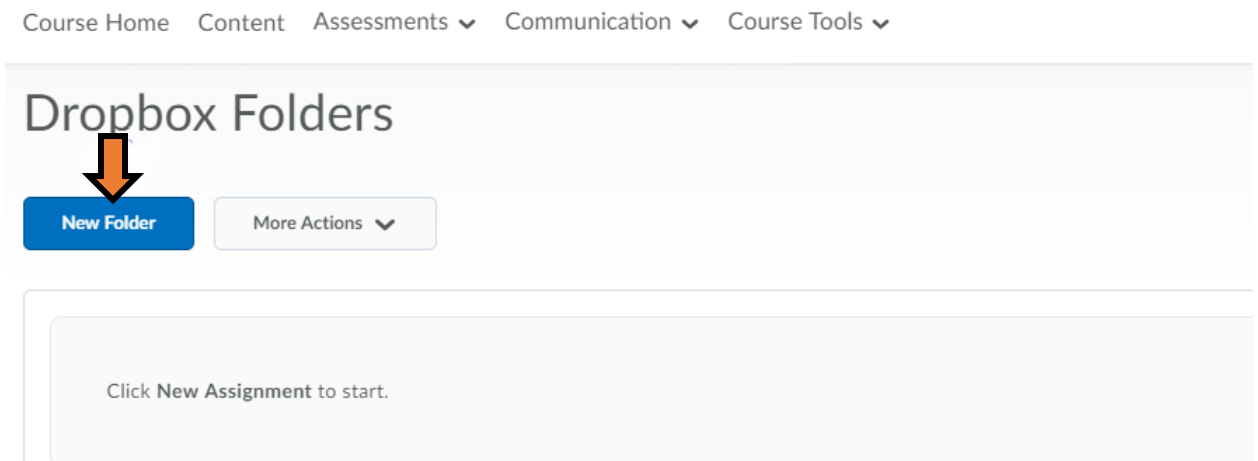 Course Home Content Assessments Communication Course Tools
Dropbox Folders
New Folder More Actions
Click New Assignment to start.